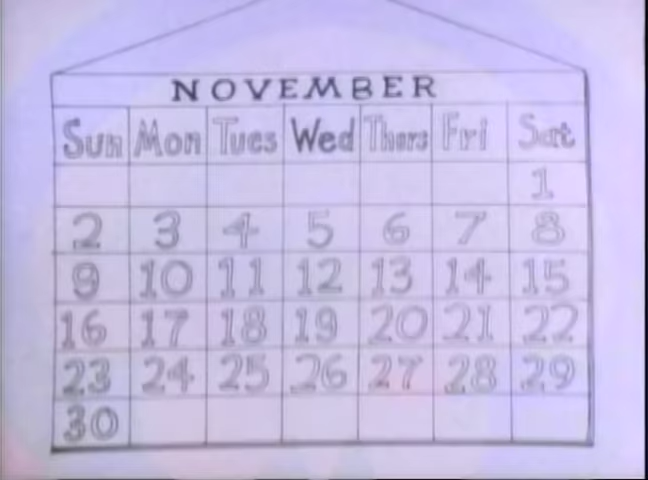 NOVEMBER
Sun Mon Tues Wed Thurs Fri Sat
1
2 3 4 5 6 7 8
9 10 11 12 13 14 15
16 17 18 19 20 21 22
23 24 25 26 27 28 29
30